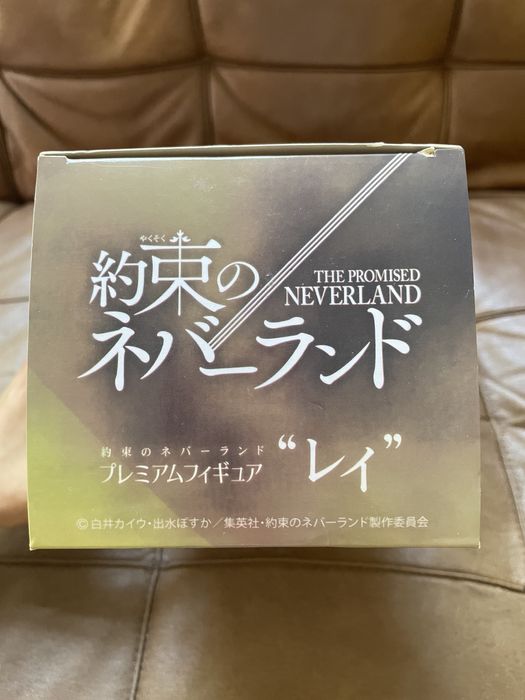 やくそく
約束の
THE PROMISED
NEVERLAND
ネバーランド
約束のネバーランド
プレミアムフィギュア “レイ”
© 白井カイウ・出水ぽすか／集英社・約束のネバーランド製作委員会